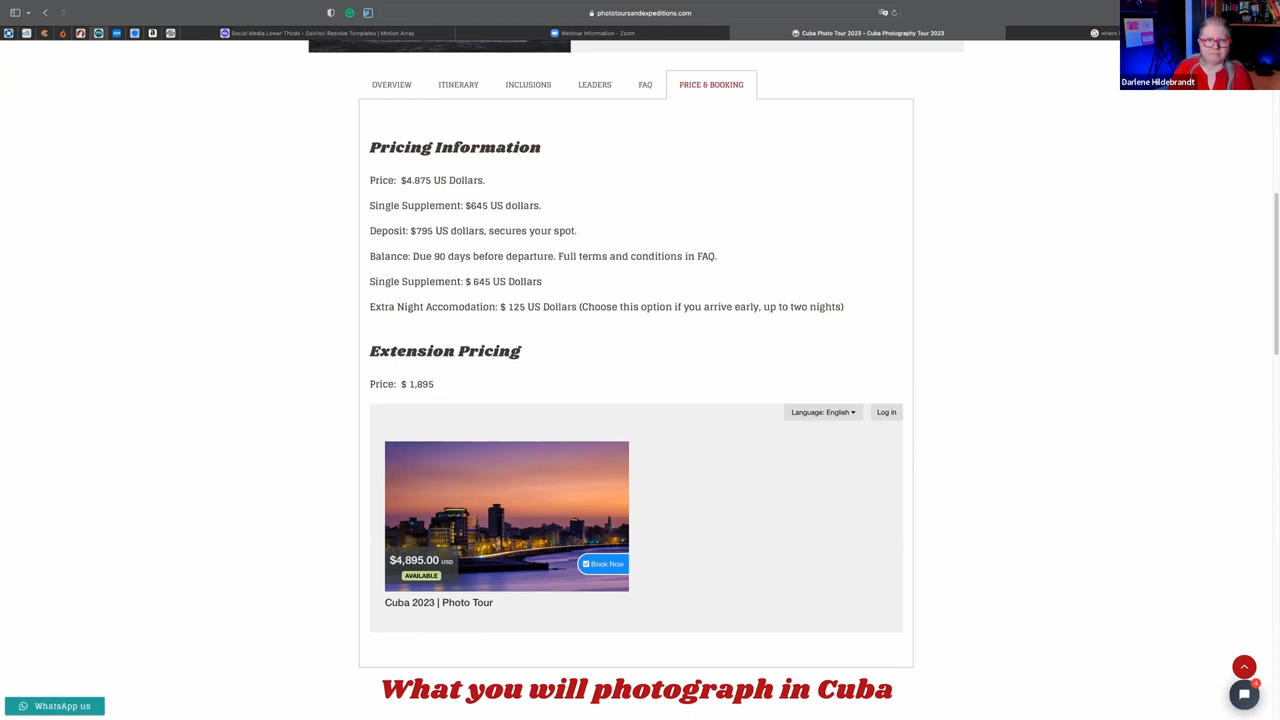 phototoursandexpeditions.com
Social Media Lower Thids - DaVinci Resolve Templates | Motion Array
Webinar Information - Zoom
Cuba Photo Tour 2023 - Cuba Photography Tour 2023
Darlene Hildebrandt
OVERVIEW ITINERARY INCLUSIONS LEADERS FAQ PRICE & BOOKING
Pricing Information
Price: $4.875 US Dollars.
Single Supplement: $645 US dollars.
Deposit: $795 US dollars, secures your spot.
Balance: Due 90 days before departure. Full terms and conditions in FAQ.
Single Supplement: $ 645 US Dollars
Extra Night Accomodation: $ 125 US Dollars (Choose this option if you arrive early, up to two nights)
Extension Pricing
Price: $ 1,895
Language: English Log in
$4,895.00 USD
AVAILABLE
Book Now
Cuba 2023 | Photo Tour
What you will photograph in Cuba
WhatsApp us
4